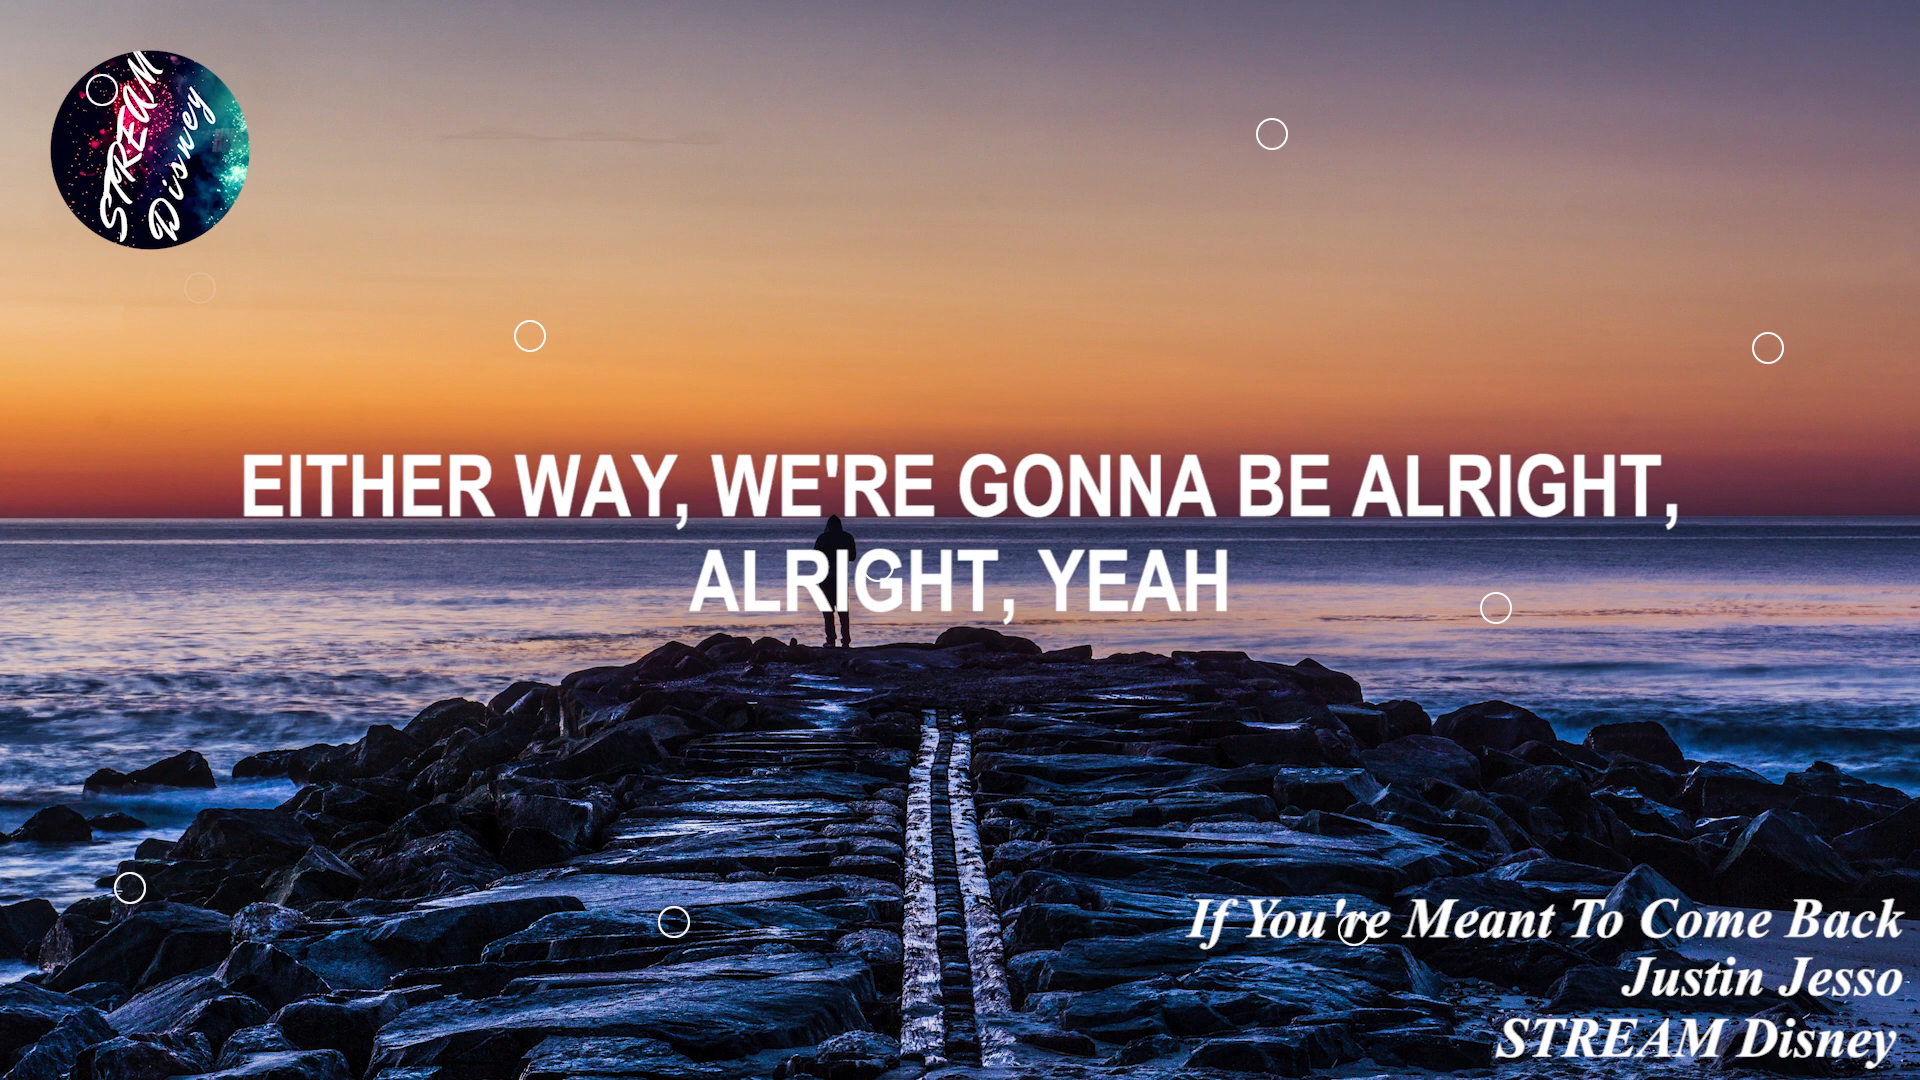 STREAM
Disney
EITHER WAY, WE'RE GONNA BE ALRIGHT,
ALRIGHT, YEAH
If You're Meant To Come Back
Justin Jesso
STREAM Disney